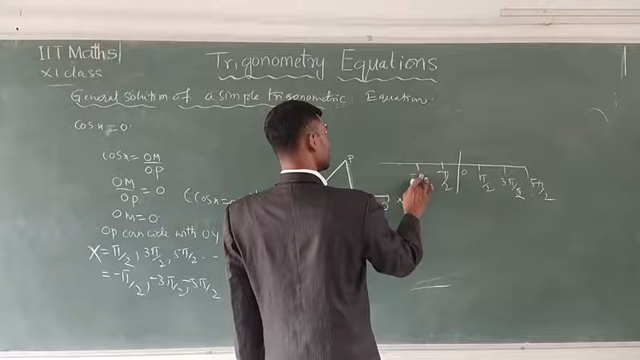 IIT Maths
XI class
Trigonometry Equations
General solution of a simple trigonometric Equation.
Cos x = 0
Cos x = OM/OP
OM/OP = 0
OM = 0
OP coincide with OY
X = π/2, 3π/2, 5π/2 ...
= -π/2, -3π/2, -5π/2
P
-π/2 0 π/2 3π/2 5π/2